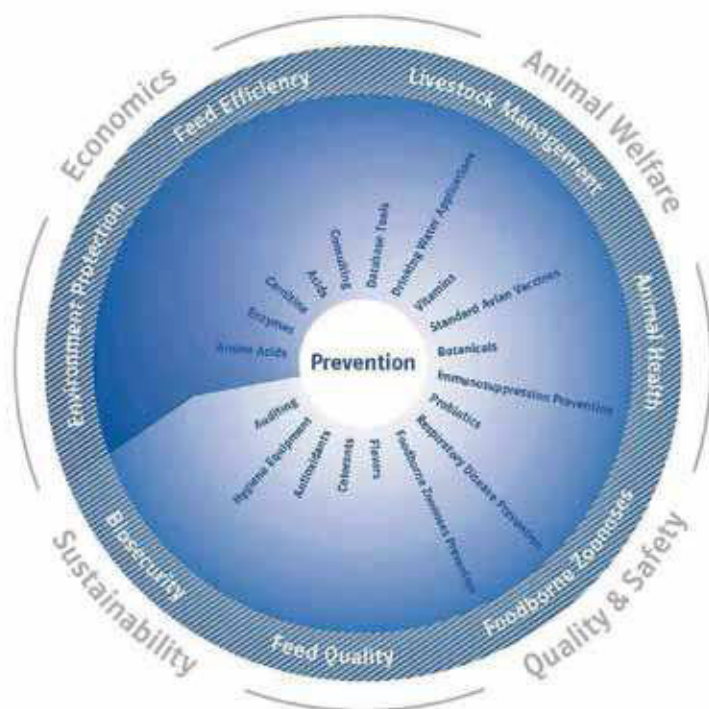 Economics
Animal Welfare
Quality & Safety
Sustainability
Feed Efficiency
Livestock Management
Animal Health
Foodborne Zoonoses
Feed Quality
Biosecurity
Environment Protection
Prevention
Amino Acids
Enzymes
Carnitine
Acids
Consulting
Database Tools
Drinking Water Applications
Vitamins
Standard Avian Vaccines
Botanicals
Immunosuppression Prevention
Probiotics
Respiratory Disease Prevention
Foodborne Zoonoses Prevention
Flavors
Colorants
Antioxidants
Hygiene Equipment
Auditing